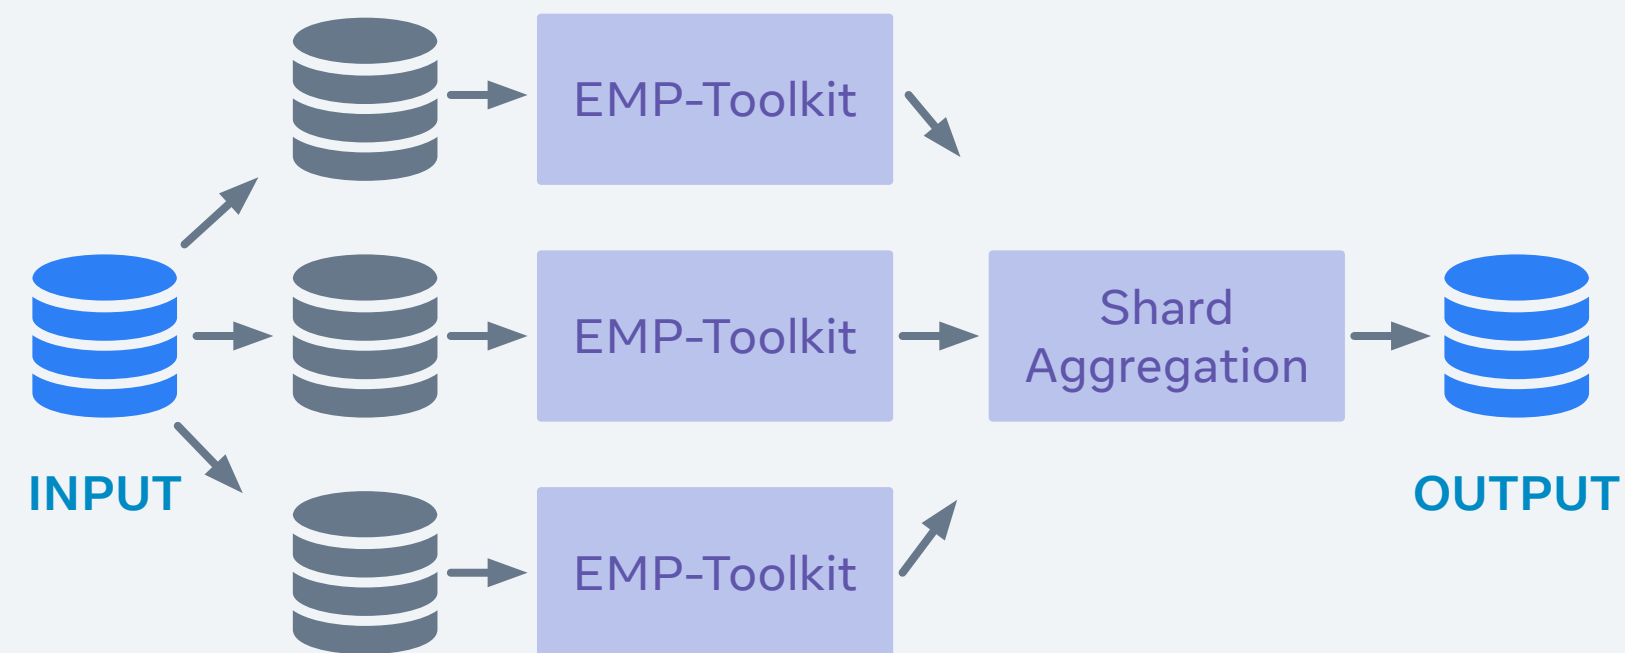 EMP-Toolkit
EMP-Toolkit
Shard
Aggregation
INPUT
OUTPUT
EMP-Toolkit